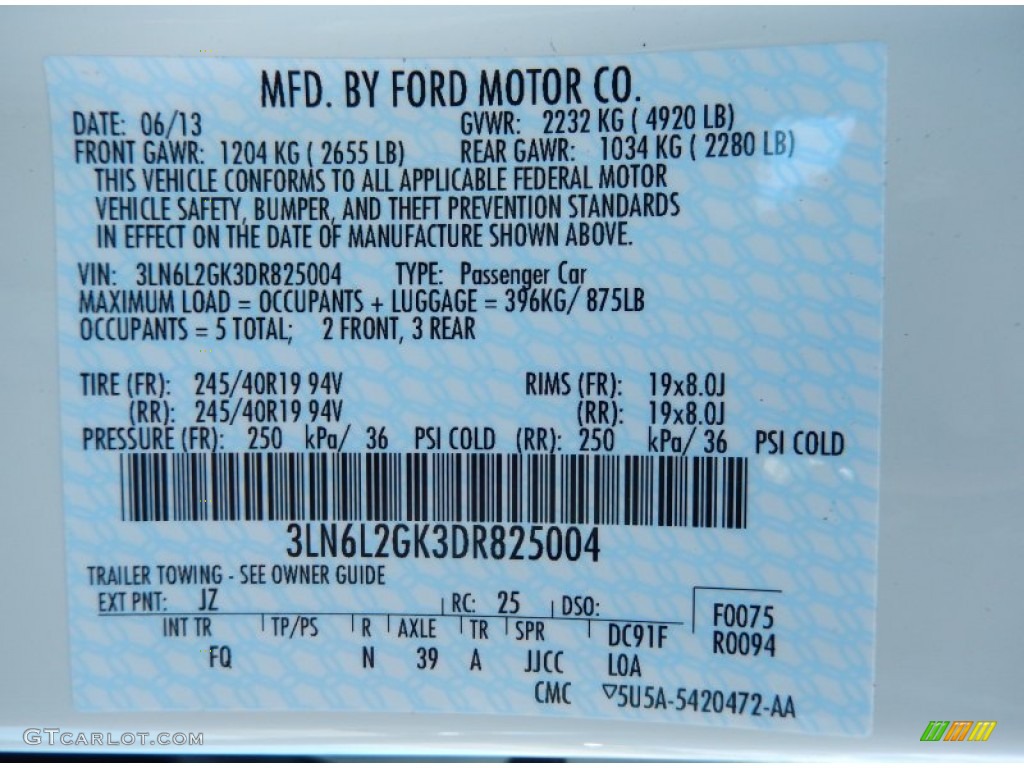 MFD. BY FORD MOTOR CO.
DATE: 06/13 GVWR: 2232 KG ( 4920 LB)
FRONT GAWR: 1204 KG ( 2655 LB) REAR GAWR: 1034 KG ( 2280 LB)
THIS VEHICLE CONFORMS TO ALL APPLICABLE FEDERAL MOTOR
VEHICLE SAFETY, BUMPER, AND THEFT PREVENTION STANDARDS
IN EFFECT ON THE DATE OF MANUFACTURE SHOWN ABOVE.
VIN: 3LN6L2GK3DR825004 TYPE: Passenger Car
MAXIMUM LOAD = OCCUPANTS + LUGGAGE = 396KG/ 875LB
OCCUPANTS = 5 TOTAL; 2 FRONT, 3 REAR
TIRE (FR): 245/40R19 94V RIMS (FR): 19x8.0J
(RR): 245/40R19 94V (RR): 19x8.0J
PRESSURE (FR): 250 kPa/ 36 PSI COLD (RR): 250 kPa/ 36 PSI COLD
3LN6L2GK3DR825004
TRAILER TOWING - SEE OWNER GUIDE
EXT PNT: JZ RC: 25 DSO: F0075
INT TR TP/PS R AXLE TR SPR DC91F R0094
FQ N 39 A JJCC LOA
CMC ▽5U5A-5420472-AA
GTCARLOT.COM